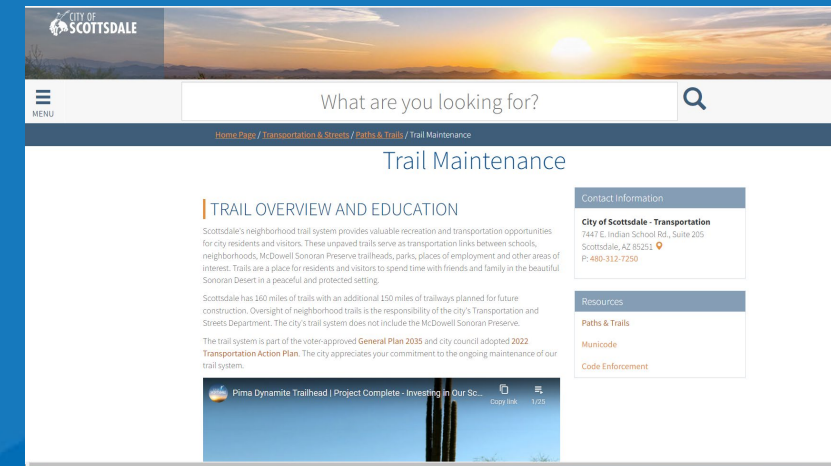 CITY OF
SCOTTSDALE
MENU
What are you looking for?
Home Page / Transportation & Streets / Paths & Trails / Trail Maintenance
Trail Maintenance
TRAIL OVERVIEW AND EDUCATION
Scottsdale's neighborhood trail system provides valuable recreation and transportation opportunities
for city residents and visitors. These unpaved trails serve as transportation links between schools,
neighborhoods, McDowell Sonoran Preserve trailheads, parks, places of employment and other areas of
interest. Trails are a place for residents and visitors to spend time with friends and family in the beautiful
Sonoran Desert in a peaceful and protected setting.
Scottsdale has 160 miles of trails with an additional 150 miles of trailways planned for future
construction. Oversight of neighborhood trails is the responsibility of the city's Transportation and
Streets Department. The city's trail system does not include the McDowell Sonoran Preserve.
The trail system is part of the voter-approved General Plan 2035 and city council adopted 2022
Transportation Action Plan. The city appreciates your commitment to the ongoing maintenance of our
trail system.
Pima Dynamite Trailhead | Project Complete - Investing in Our Sc...
Copy link
1/25
Contact Information
City of Scottsdale - Transportation
7447 E. Indian School Rd., Suite 205
Scottsdale, AZ 85251
P: 480-312-7250
Resources
Paths & Trails
Municode
Code Enforcement